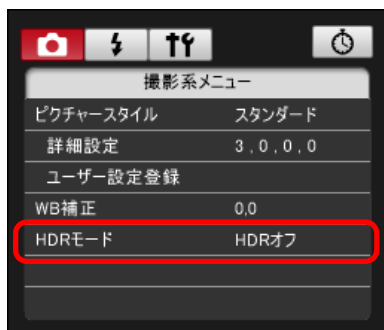 撮影系メニュー
ピクチャースタイル スタンダード
詳細設定 3 , 0 , 0 , 0
ユーザー設定登録
WB補正 0,0
HDRモード HDRオフ